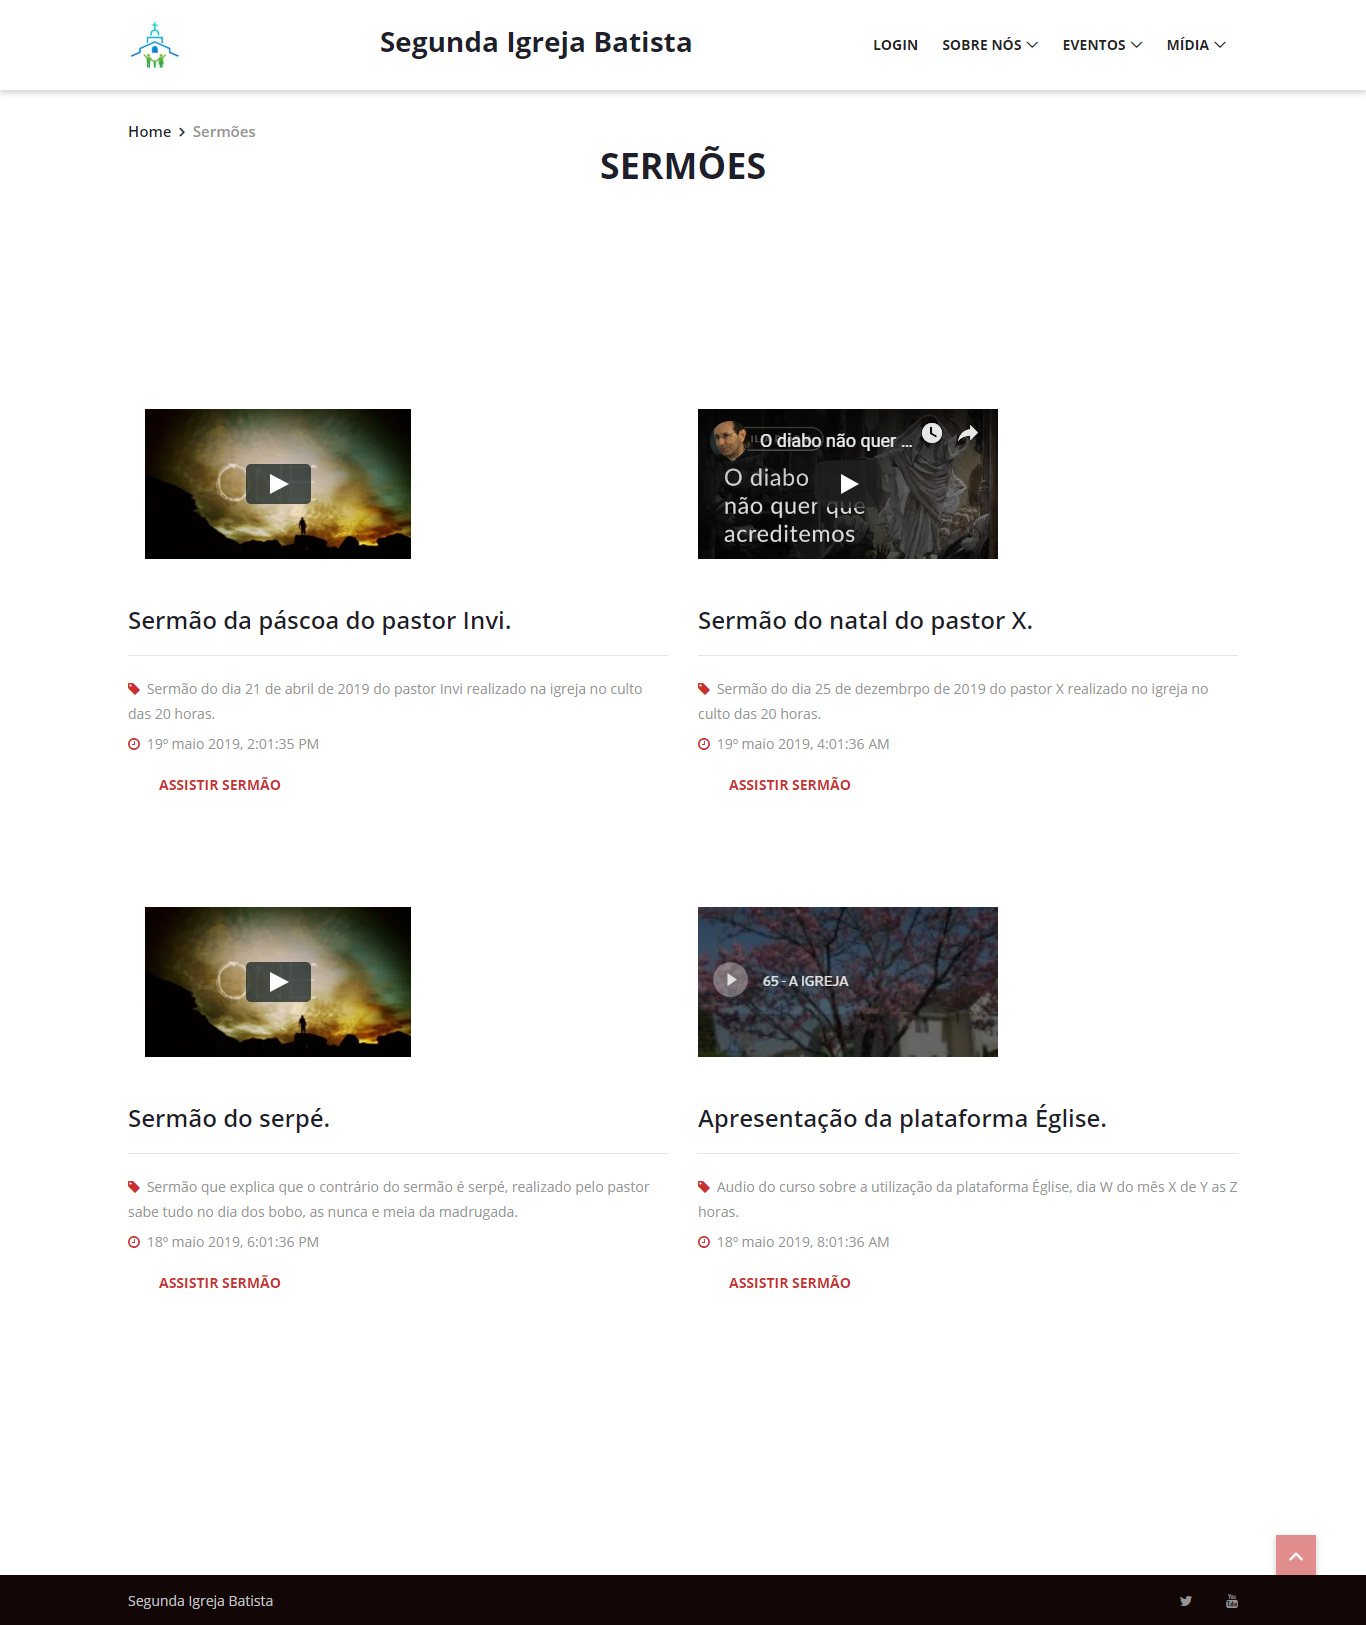 Segunda Igreja Batista
LOGIN SOBRE NÓS EVENTOS MÍDIA
Home Sermões
SERMÕES
O diabo não quer ...
O diabo
não quer que
acreditemos
Sermão da páscoa do pastor Invi.
Sermão do dia 21 de abril de 2019 do pastor Invi realizado na igreja no culto
das 20 horas.
19º maio 2019, 2:01:35 PM
ASSISTIR SERMÃO
Sermão do natal do pastor X.
Sermão do dia 25 de dezembrpo de 2019 do pastor X realizado no igreja no
culto das 20 horas.
19º maio 2019, 4:01:36 AM
ASSISTIR SERMÃO
65 - A IGREJA
Sermão do serpé.
Sermão que explica que o contrário do sermão é serpé, realizado pelo pastor
sabe tudo no dia dos bobo, as nunca e meia da madrugada.
18º maio 2019, 6:01:36 PM
ASSISTIR SERMÃO
Apresentação da plataforma Église.
Audio do curso sobre a utilização da plataforma Église, dia W do mês X de Y as Z
horas.
18º maio 2019, 8:01:36 AM
ASSISTIR SERMÃO
Segunda Igreja Batista